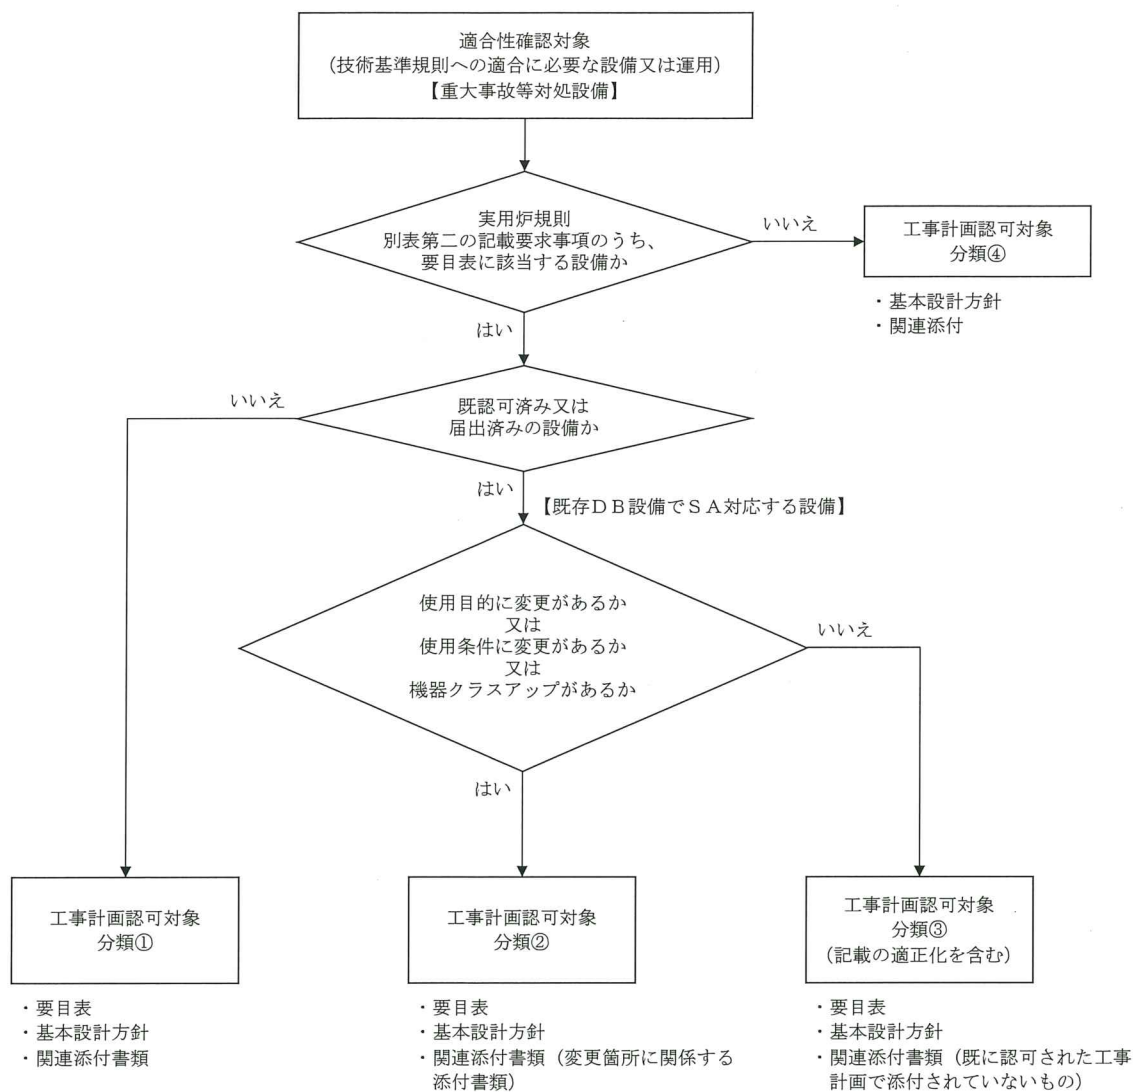 適合性確認対象
（技術基準規則への適合に必要な設備又は運用）
【重大事故等対処設備】
実用炉規則
別表第二の記載要求事項のうち、
要目表に該当する設備か
いいえ
工事計画認可対象
分類④
・基本設計方針
・関連添付
はい
いいえ
既認可済み又は
届出済みの設備か
はい
【既存ＤＢ設備でＳＡ対応する設備】
使用目的に変更があるか
又は
使用条件に変更があるか
又は
機器クラスアップがあるか
いいえ
はい
工事計画認可対象
分類①
・要目表
・基本設計方針
・関連添付書類
工事計画認可対象
分類②
・要目表
・基本設計方針
・関連添付書類（変更箇所に関係する
添付書類）
工事計画認可対象
分類③
（記載の適正化を含む）
・要目表
・基本設計方針
・関連添付書類（既に認可された工事
計画で添付されていないもの）